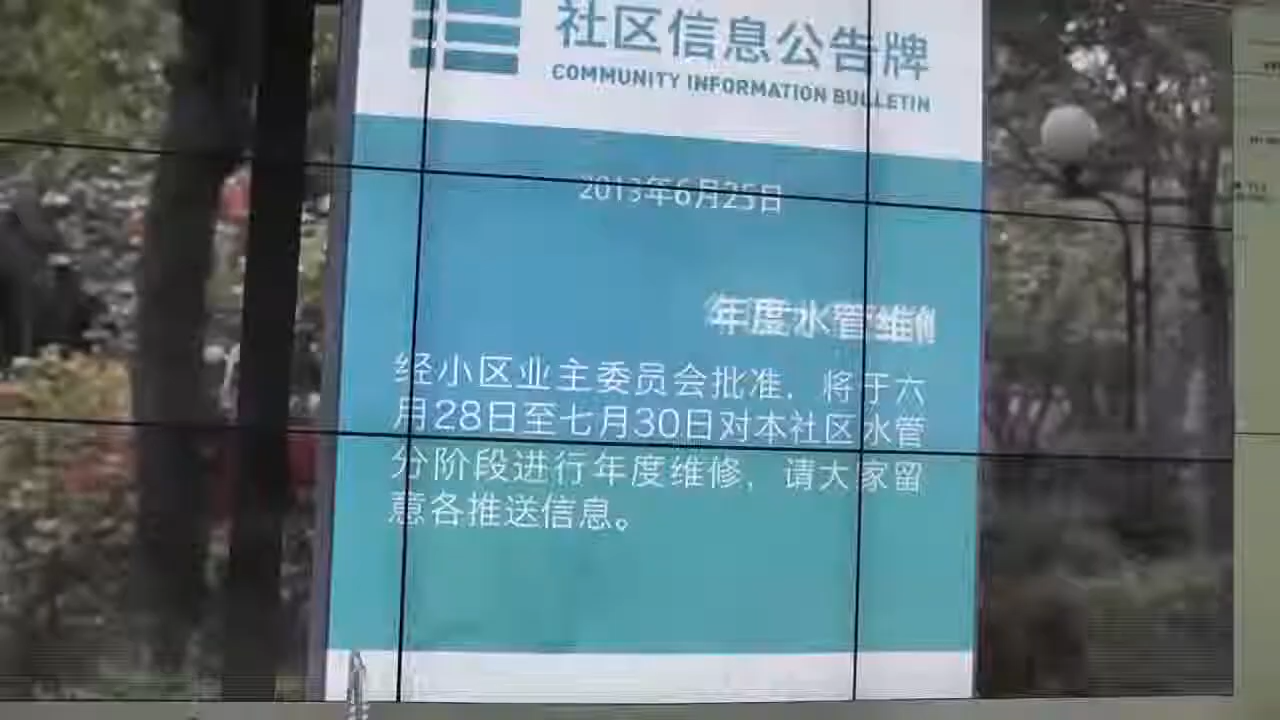 社区信息公告牌
COMMUNITY INFORMATION BULLETIN
2013年6月25日
年度水管维修
经小区业主委员会批准，将于六
月28日至七月30日对本社区水管
分阶段进行年度维修，请大家留
意各推送信息。